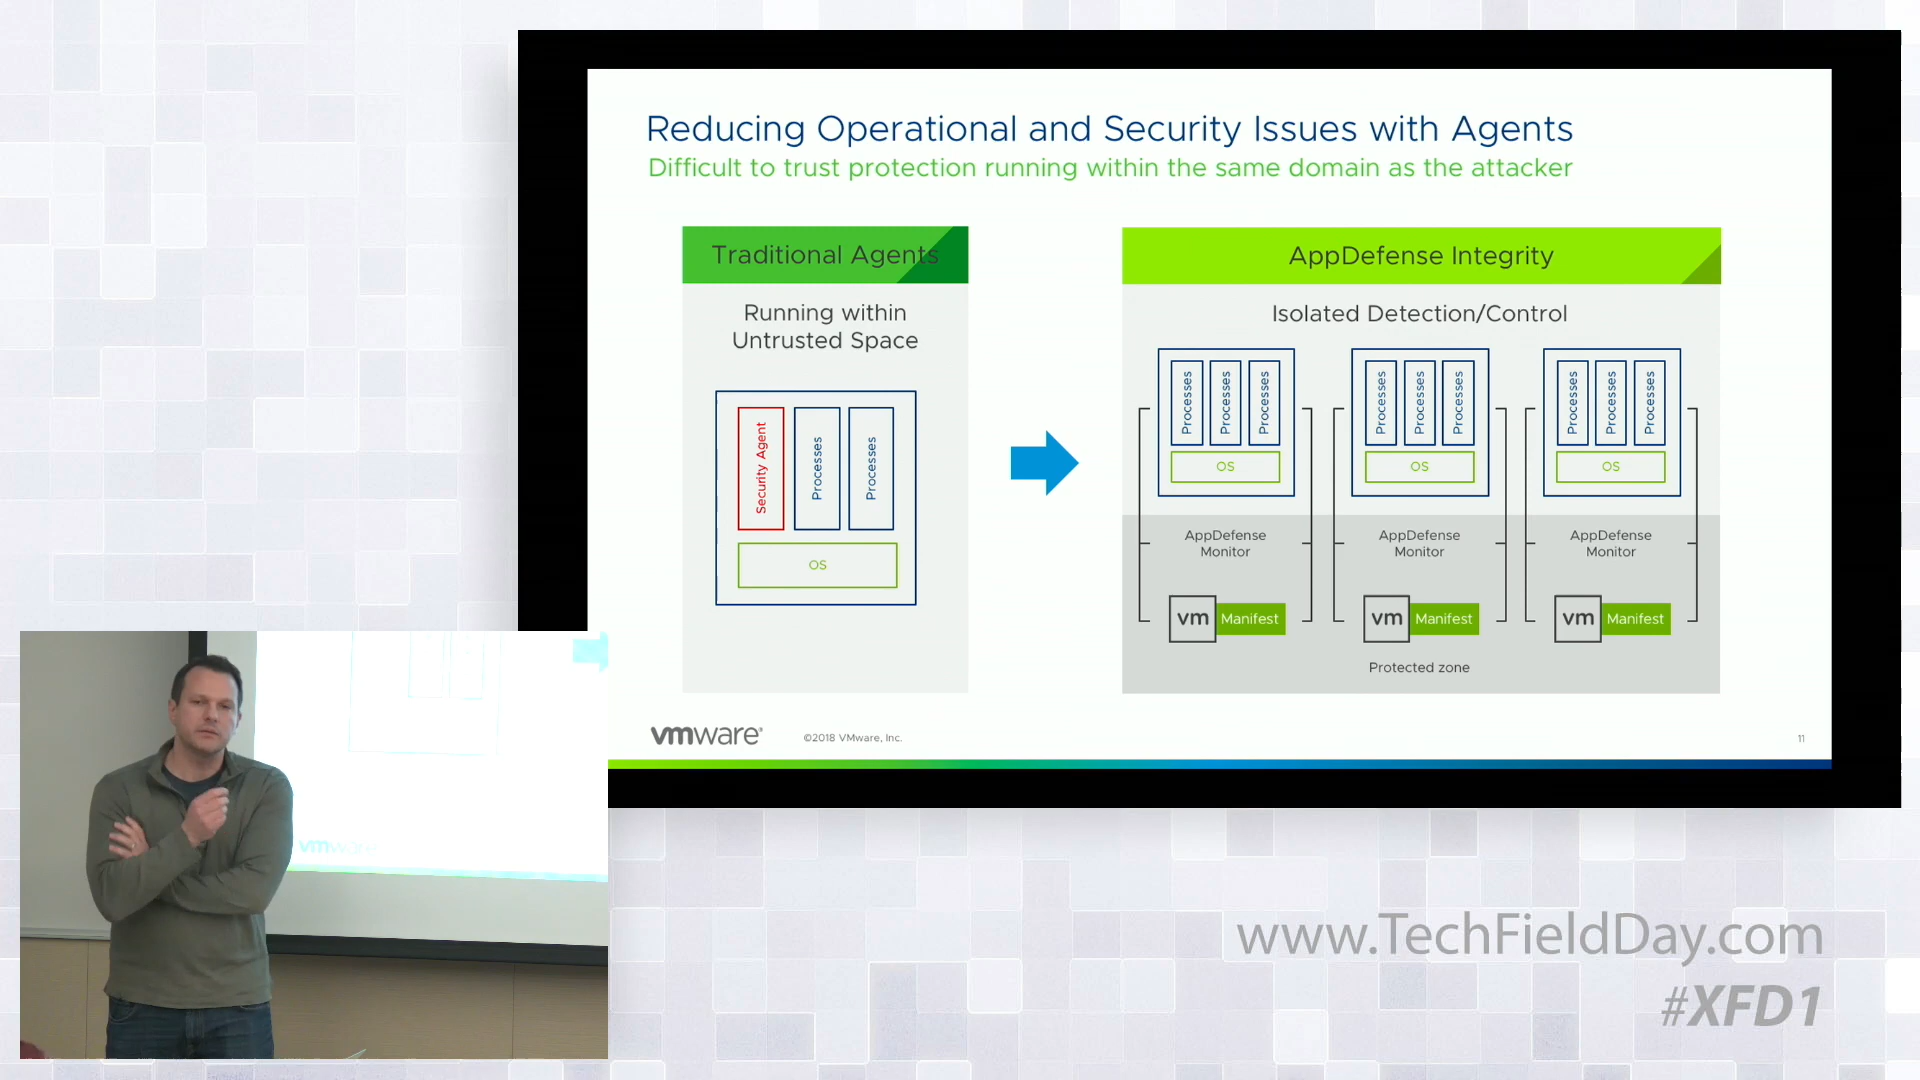 Reducing Operational and Security Issues with Agents
Difficult to trust protection running within the same domain as the attacker
Traditional Agents
Running within
Untrusted Space
Security Agent
Processes
Processes
OS
AppDefense Integrity
Isolated Detection/Control
Processes
Processes
Processes
OS
AppDefense
Monitor
vm Manifest
Processes
Processes
Processes
OS
AppDefense
Monitor
vm Manifest
Processes
Processes
Processes
OS
AppDefense
Monitor
vm Manifest
Protected zone
vmware®
©2018 VMware, Inc.
11
vmware
www.TechFieldDay.com
#XFD1